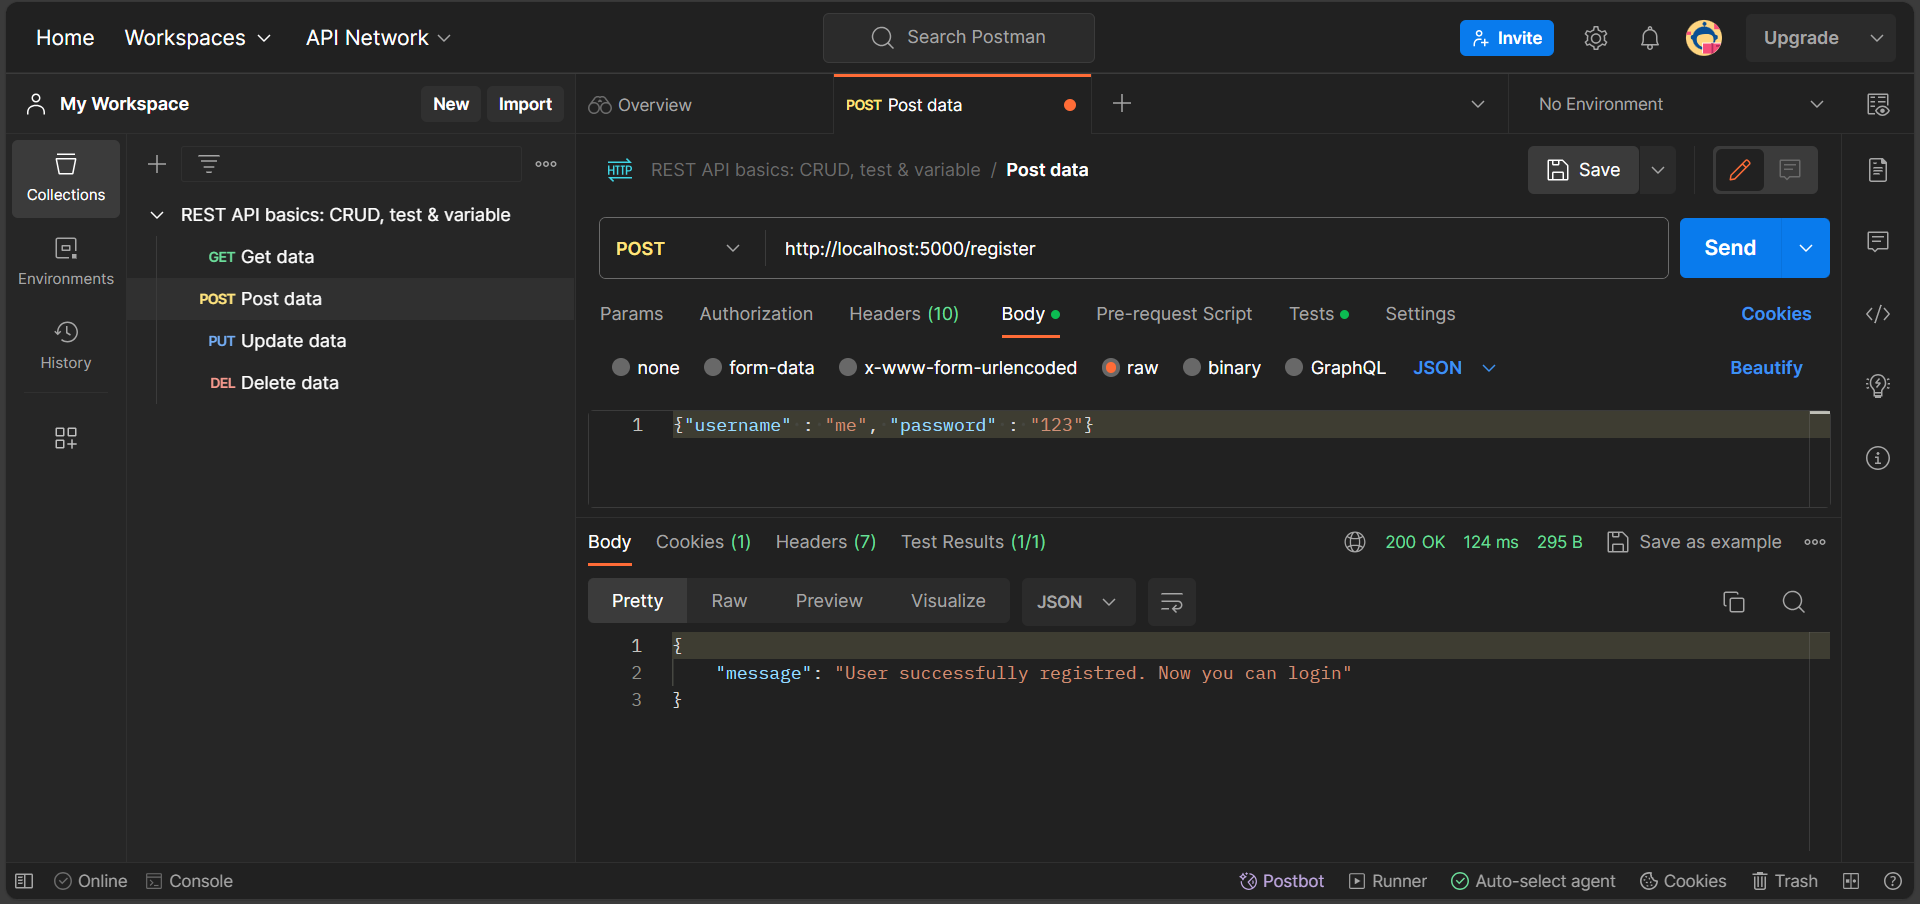 Home Workspaces API Network Search Postman Invite Upgrade
My Workspace New Import Overview POST Post data No Environment
Collections
Environments
History
REST API basics: CRUD, test & variable
GET Get data
POST Post data
PUT Update data
DEL Delete data
HTTP REST API basics: CRUD, test & variable / Post data Save
POST http://localhost:5000/register Send
Params Authorization Headers (10) Body Pre-request Script Tests Settings Cookies
none form-data x-www-form-urlencoded raw binary GraphQL JSON Beautify
1 {"username" : "me", "password" : "123"}
Body Cookies (1) Headers (7) Test Results (1/1) 200 OK 124 ms 295 B Save as example
Pretty Raw Preview Visualize JSON
1 {
2 "message": "User successfully registred. Now you can login"
3 }
Online Console Postbot Runner Auto-select agent Cookies Trash